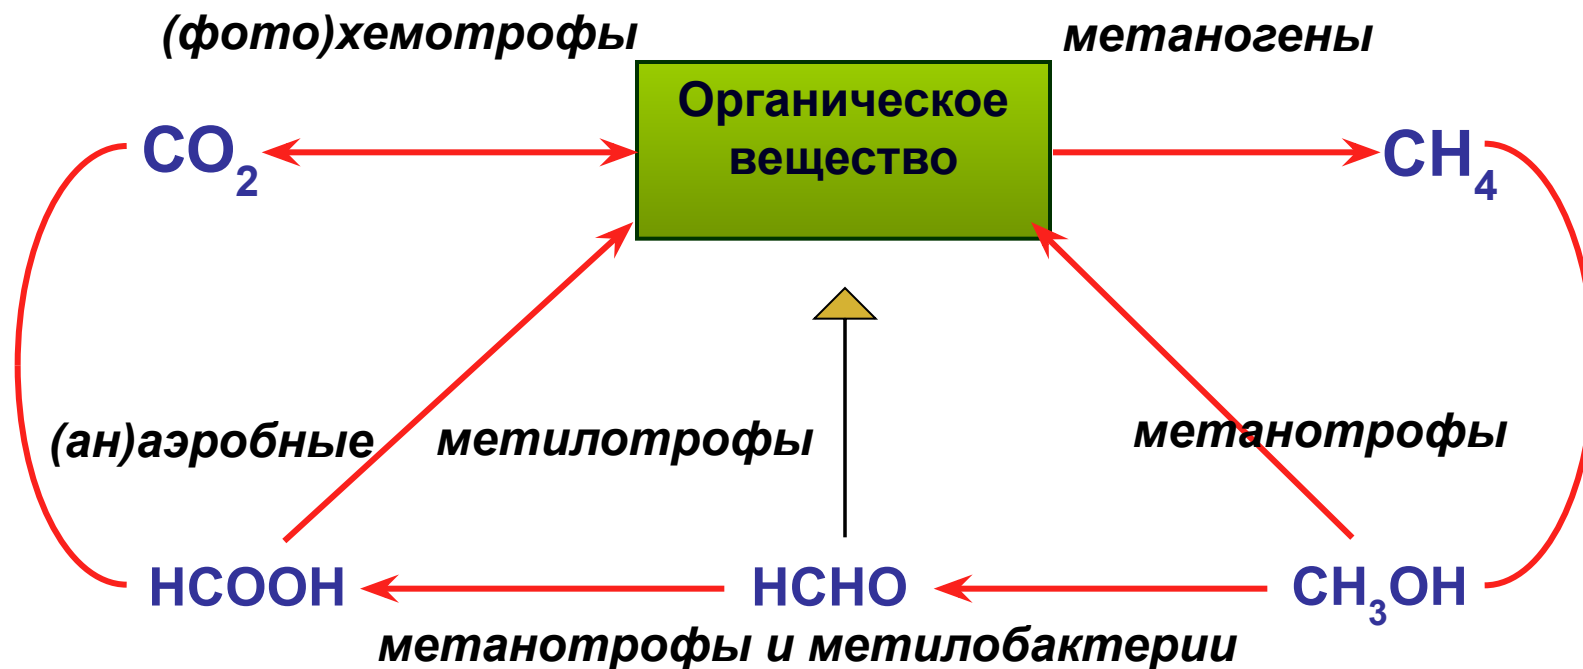 (фото)хемотрофы
метаногены
Органическое
вещество
CO2
CH4
(ан)аэробные
метилотрофы
метанотрофы
HCOOH
HCHO
CH3OH
метанотрофы и метилобактерии